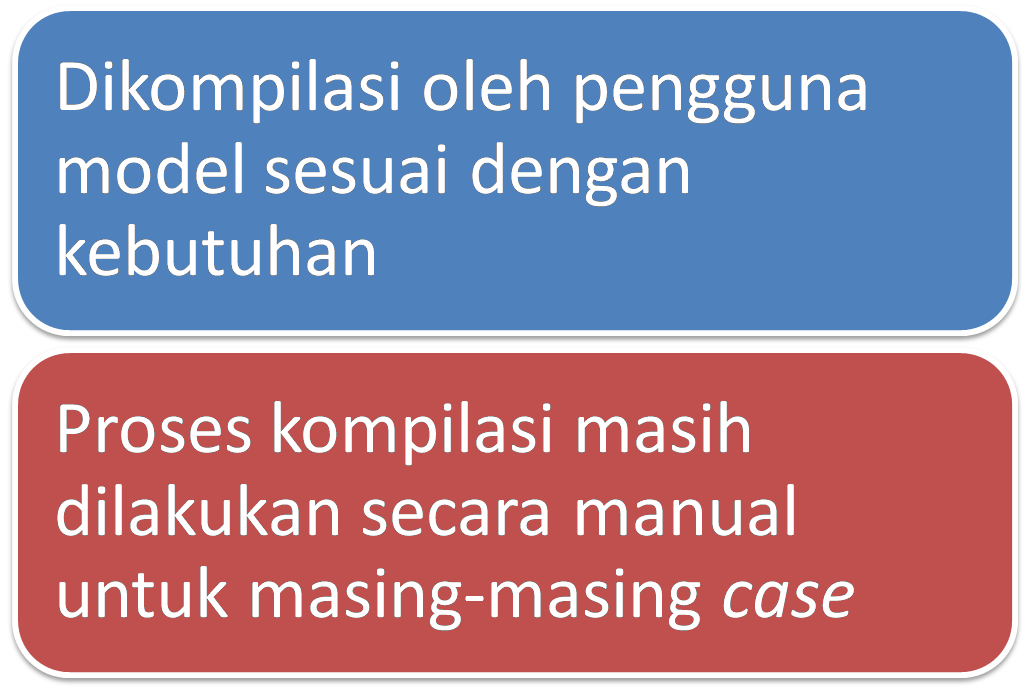 Dikompilasi oleh pengguna
model sesuai dengan
kebutuhan
Proses kompilasi masih
dilakukan secara manual
untuk masing-masing case